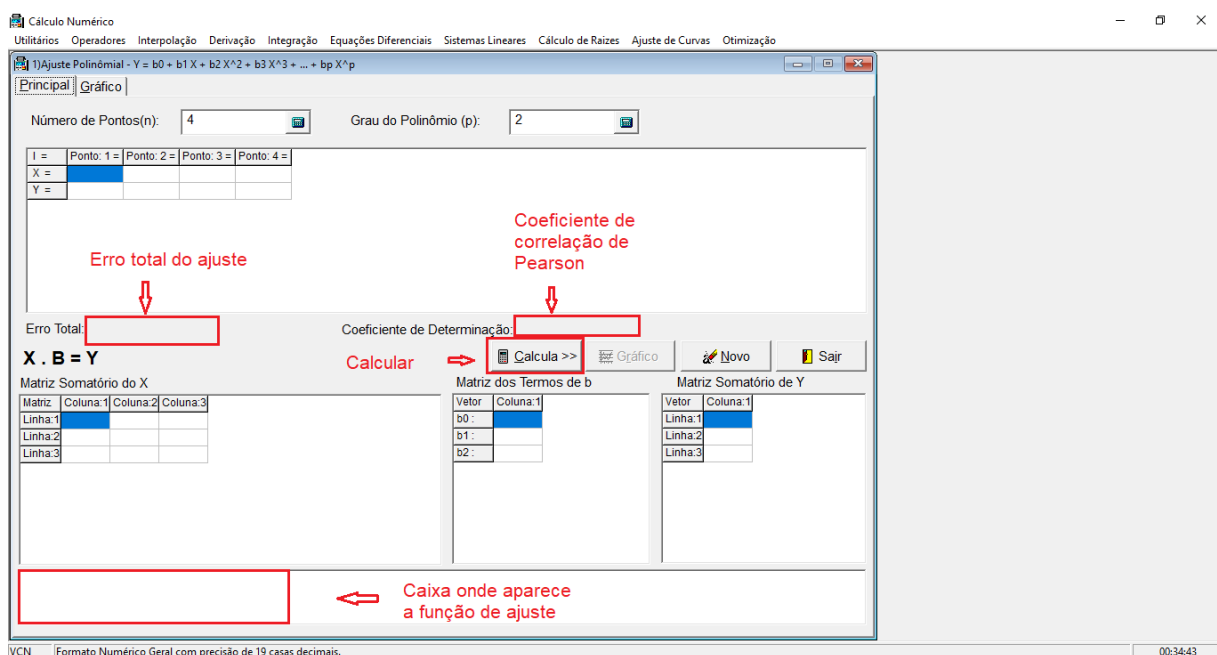 Cálculo Numérico
Utilitários Operadores Interpolação Derivação Integração Equações Diferenciais Sistemas Lineares Cálculo de Raizes Ajuste de Curvas Otimização
1)Ajuste Polinômial - Y = b0 + b1 X + b2 X^2 + b3 X^3 + ... + bp X^p
Principal Gráfico
Número de Pontos(n): 4 Grau do Polinômio (p): 2
I = Ponto: 1 = Ponto: 2 = Ponto: 3 = Ponto: 4 =
X =
Y =
Coeficiente de
correlação de
Pearson
Erro total do ajuste
Erro Total: Coeficiente de Determinação:
X . B = Y
Calcular
Calcula >> Gráfico Novo Sair
Matriz Somatório do X Matriz dos Termos de b Matriz Somatório de Y
Matriz Coluna:1 Coluna:2 Coluna:3 Vetor Coluna:1 Vetor Coluna:1
Linha:1 b0 : Linha:1
Linha:2 b1 : Linha:2
Linha:3 b2 : Linha:3
Caixa onde aparece
a função de ajuste
VCN Formato Numérico Geral com precisão de 19 casas decimais. 00:34:43